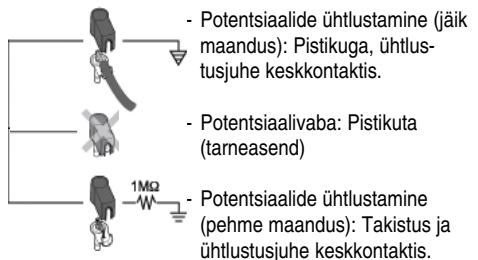 - Potentsiaalide ühtlustamine (jäik
maandus): Pistikuga, ühtlus-
tusjuhe keskkontaktis.
- Potentsiaalivaba: Pistikuta
(tarneasend)
1MΩ
- Potentsiaalide ühtlustamine
(pehme maandus): Takistus ja
ühtlustusjuhe keskkontaktis.